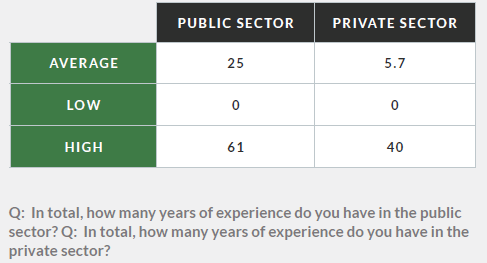 PUBLIC SECTOR PRIVATE SECTOR
AVERAGE 25 5.7
LOW 0 0
HIGH 61 40
Q: In total, how many years of experience do you have in the public
sector? Q: In total, how many years of experience do you have in the
private sector?